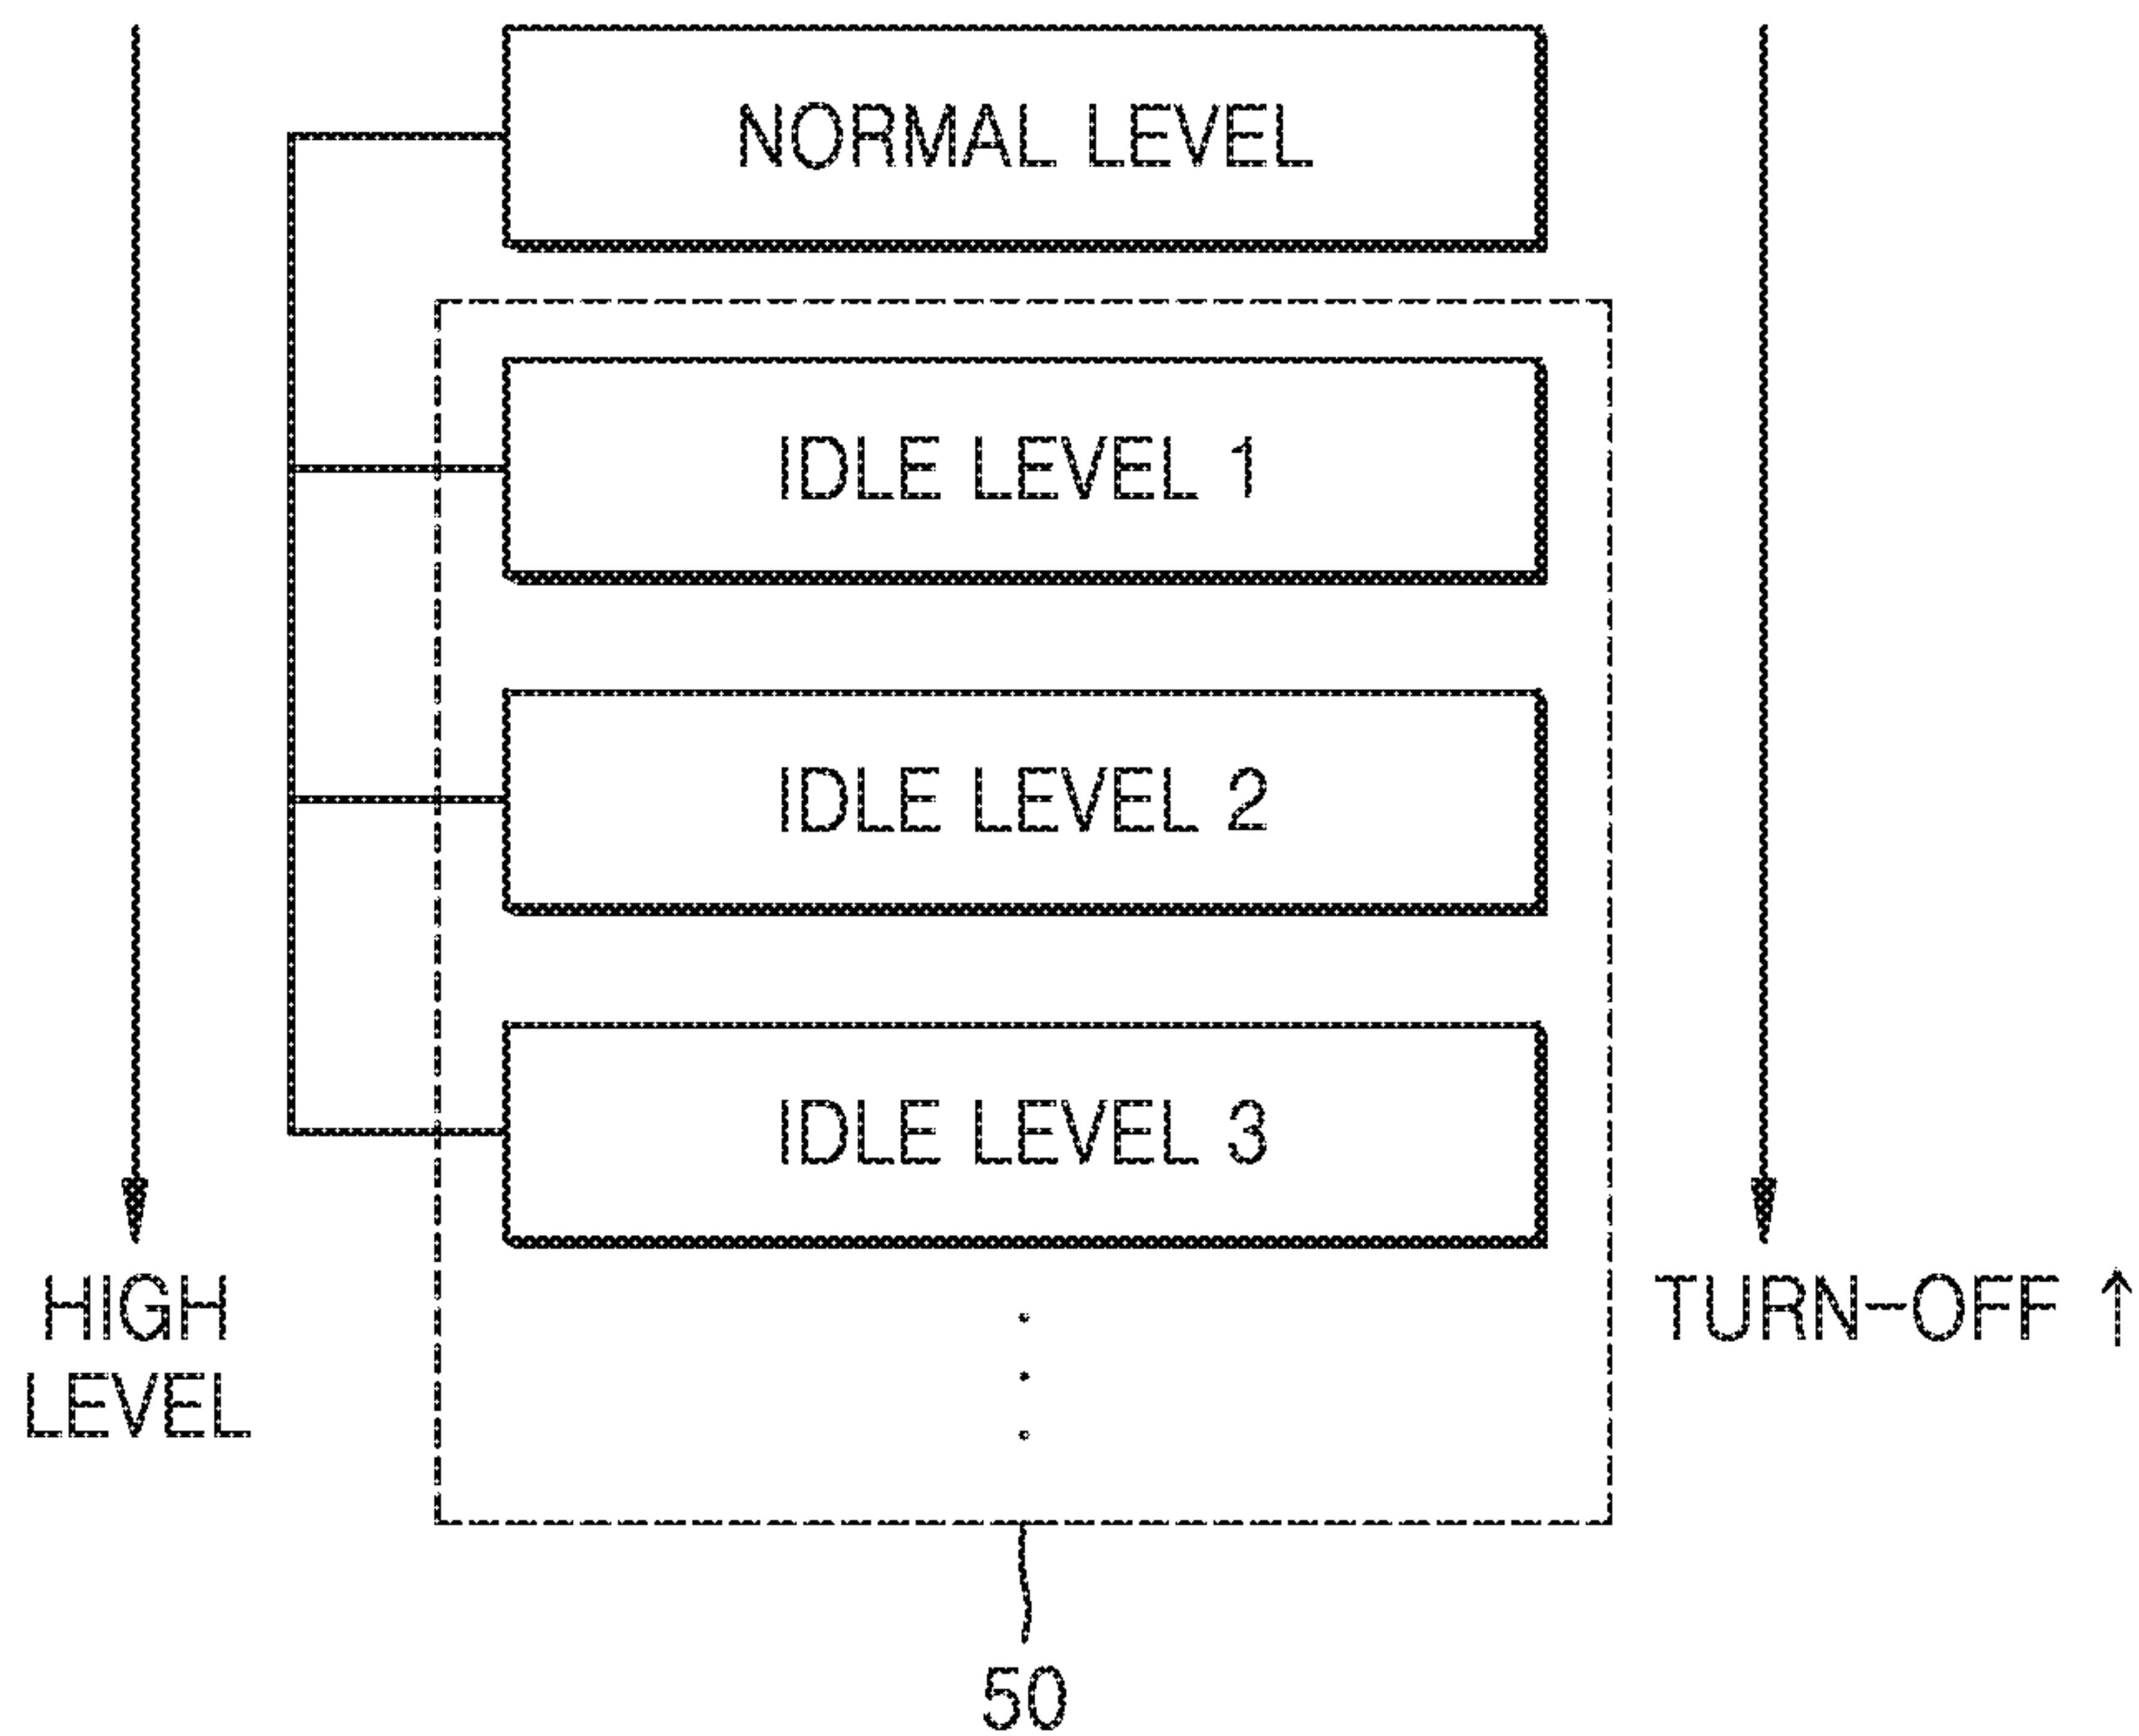 NORMAL LEVEL
IDLE LEVEL 1
IDLE LEVEL 2
IDLE LEVEL 3
HIGH
LEVEL
TURN-OFF ↑
50